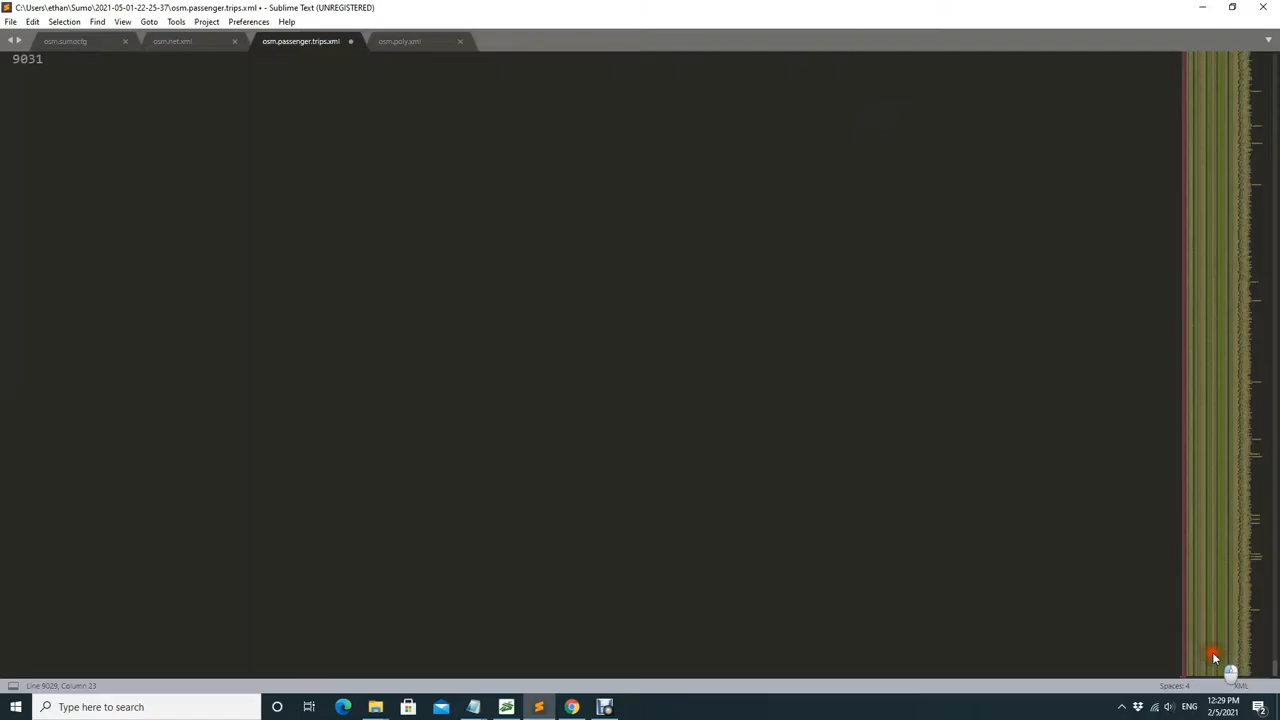 C:\Users\ethan\Sumo\2021-05-01-22-25-37\osm.passenger.trips.xml • - Sublime Text (UNREGISTERED)
File Edit Selection Find View Goto Tools Project Preferences Help
osm.sumocfg osm.net.xml osm.passenger.trips.xml osm.poly.xml
9031
Line 9029, Column 23 Spaces: 4 XML
Type here to search
ENG
12:29 PM
2/5/2021
2